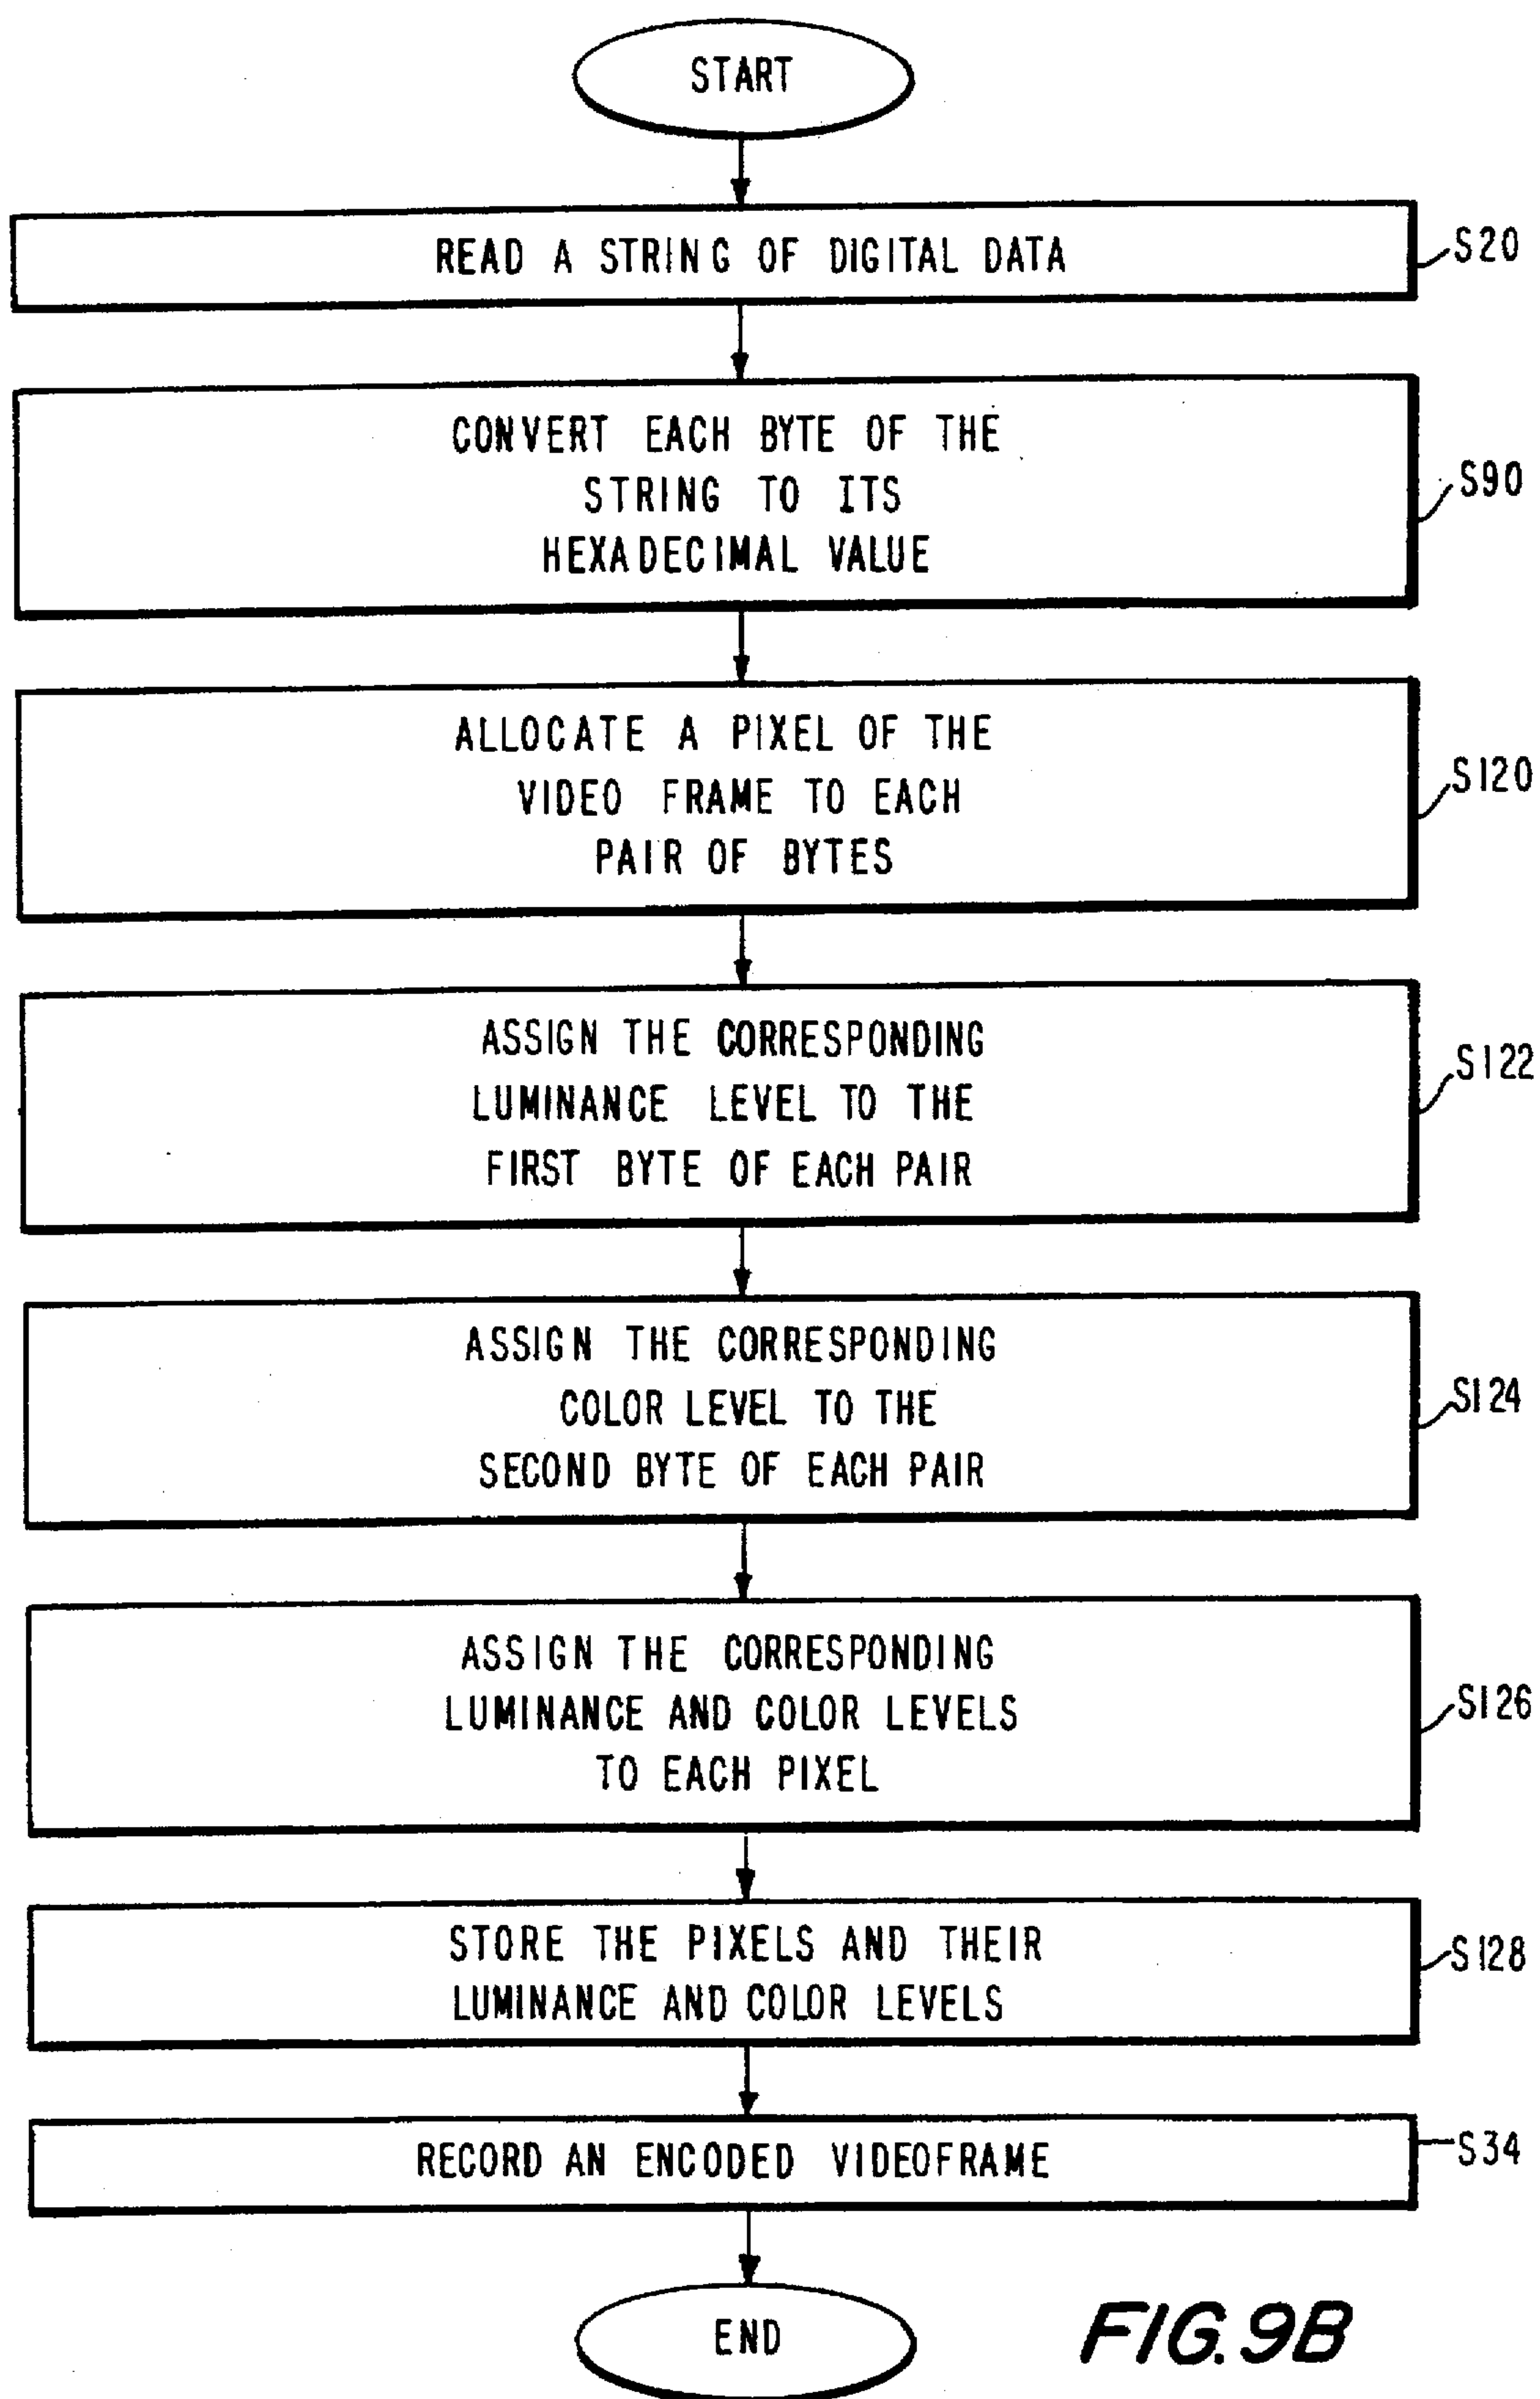 START
READ A STRING OF DIGITAL DATA
S20
CONVERT EACH BYTE OF THE
STRING TO ITS
HEXADECIMAL VALUE
S90
ALLOCATE A PIXEL OF THE
VIDEO FRAME TO EACH
PAIR OF BYTES
S120
ASSIGN THE CORRESPONDING
LUMINANCE LEVEL TO THE
FIRST BYTE OF EACH PAIR
S122
ASSIGN THE CORRESPONDING
COLOR LEVEL TO THE
SECOND BYTE OF EACH PAIR
S124
ASSIGN THE CORRESPONDING
LUMINANCE AND COLOR LEVELS
TO EACH PIXEL
S126
STORE THE PIXELS AND THEIR
LUMINANCE AND COLOR LEVELS
S128
RECORD AN ENCODED VIDEOFRAME
S34
END
FIG. 9B